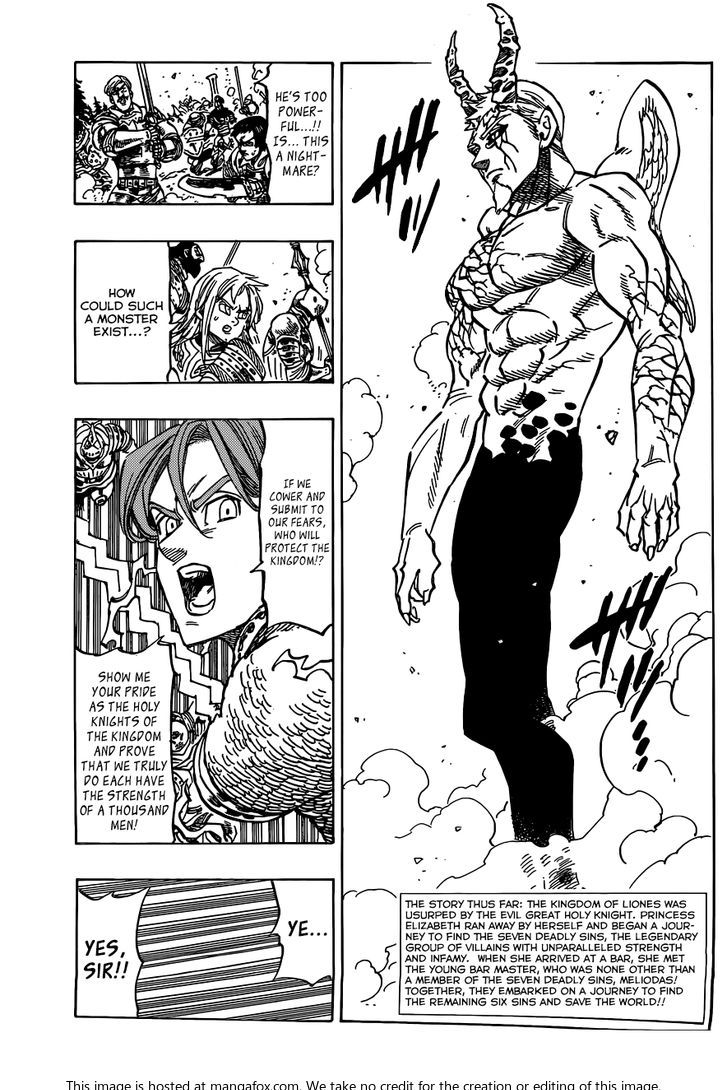 HE'S TOO
POWER-
FUL...!!
IS... THIS
A NIGHT-
MARE?
HOW
COULD SUCH
A MONSTER
EXIST...?
IF WE
COWER AND
SUBMIT TO
OUR FEARS,
WHO WILL
PROTECT THE
KINGDOM!?
SHOW ME
YOUR PRIDE
AS THE HOLY
KNIGHTS OF
THE KINGDOM
AND PROVE
THAT WE TRULY
DO EACH HAVE
THE STRENGTH
OF A THOUSAND
MEN!
YE...
YES,
SIR!!
THE STORY THUS FAR: THE KINGDOM OF LIONES WAS
USURPED BY THE EVIL GREAT HOLY KNIGHT. PRINCESS
ELIZABETH RAN AWAY BY HERSELF AND BEGAN A JOUR-
NEY TO FIND THE SEVEN DEADLY SINS, THE LEGENDARY
GROUP OF VILLAINS WITH UNPARALLELED STRENGTH
AND INFAMY. WHEN SHE ARRIVED AT A BAR, SHE MET
THE YOUNG BAR MASTER, WHO WAS NONE OTHER THAN
A MEMBER OF THE SEVEN DEADLY SINS, MELIODAS!
TOGETHER, THEY EMBARKED ON A JOURNEY TO FIND
THE REMAINING SIX SINS AND SAVE THE WORLD!!
This image is hosted at mangafox.com. We take no credit for the creation or editing of this image.